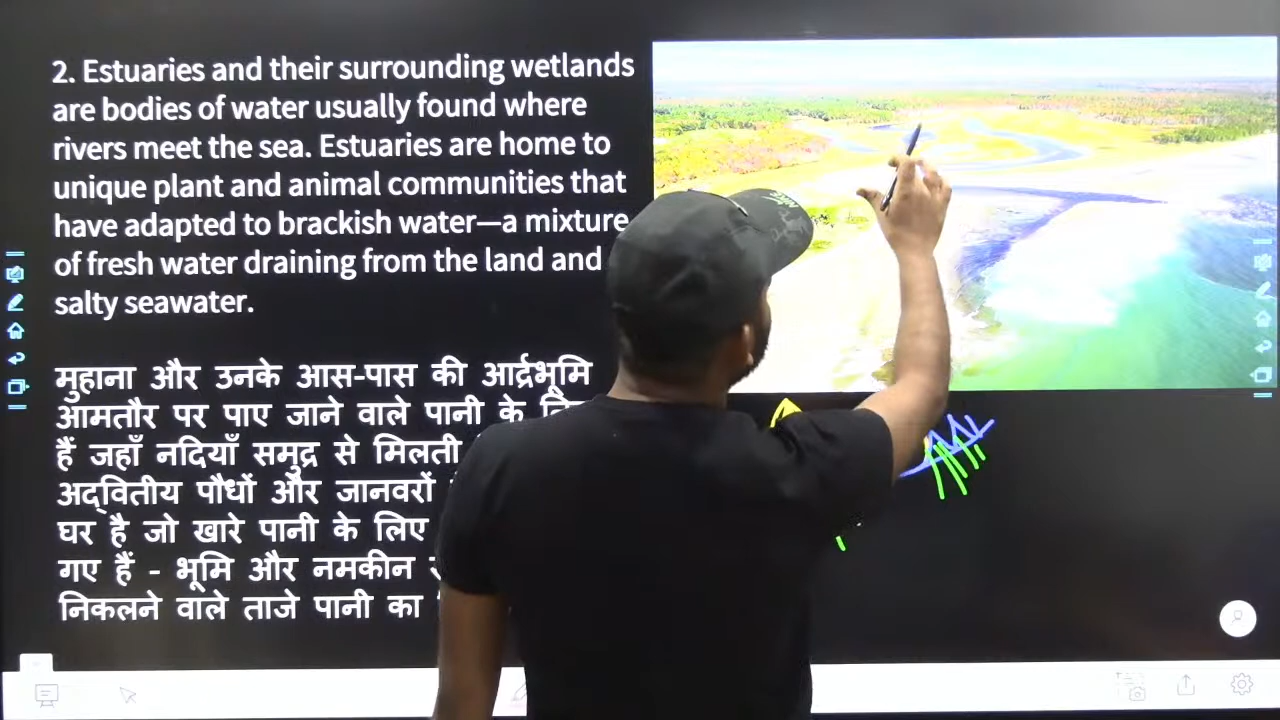 2. Estuaries and their surrounding wetlands
are bodies of water usually found where
rivers meet the sea. Estuaries are home to
unique plant and animal communities that
have adapted to brackish water—a mixture
of fresh water draining from the land and
salty seawater.
मुहाना और उनके आस-पास की आर्द्रभूमि
आमतौर पर पाए जाने वाले पानी के
हैं जहाँ नदियाँ समुद्र से मिलती
अद्वितीय पौधों और जानवरों
घर है जो खारे पानी के लिए
गए हैं - भूमि और नमकीन
निकलने वाले ताजे पानी का